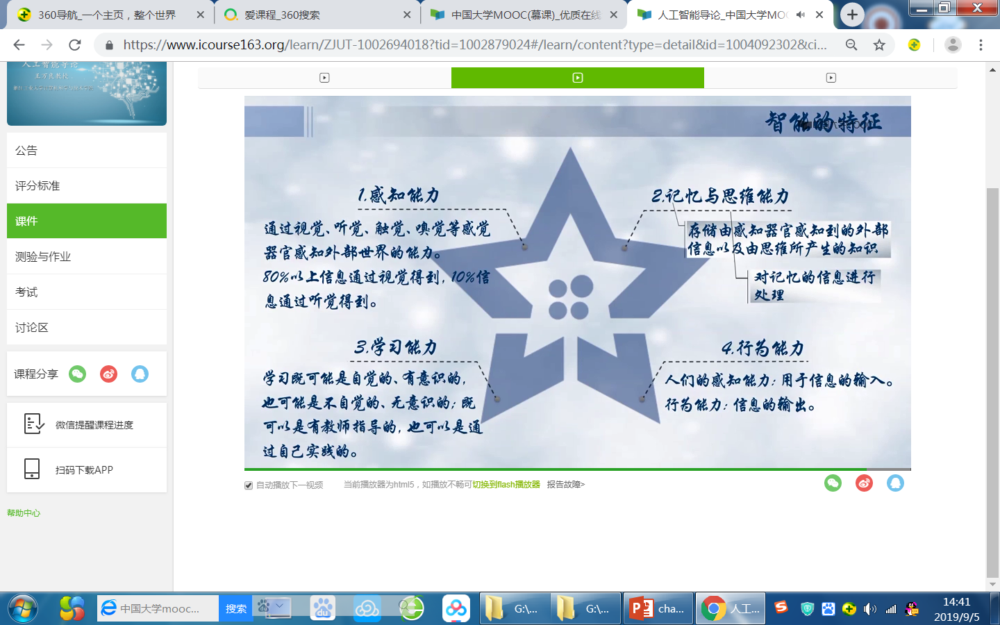 360导航_一个主页，整个世界
爱课程_360搜索
中国大学MOOC(慕课)_优质在线
人工智能导论_中国大学MOC
https://www.icourse163.org/learn/ZJUT-1002694018?tid=1002879024#/learn/content?type=detail&id=1004092302&ci...
人工智能导论
王万良教授
公告
评分标准
课件
测验与作业
考试
讨论区
课程分享
微信提醒课程进度
扫码下载APP
帮助中心
智能的特征
1.感知能力
通过视觉、听觉、触觉、嗅觉等感觉
器官感知外部世界的能力。
80%以上信息通过视觉得到，10%信
息通过听觉得到。
2.记忆与思维能力
存储由感知器官感知到的外部
信息以及由思维所产生的知识
对记忆的信息进行
处理
3.学习能力
学习既可能是自觉的、有意识的，
也可能是不自觉的、无意识的；既
可以是有教师指导的，也可以是通
过自己实践的。
4.行为能力
人们的感知能力：用于信息的输入。
行为能力：信息的输出。
自动播放下一视频
当前播放器为html5，如播放不畅可切换到flash播放器
报告故障>
中国大学mooc...
搜索
G:\...
G:\...
cha...
人工...
14:41
2019/9/5